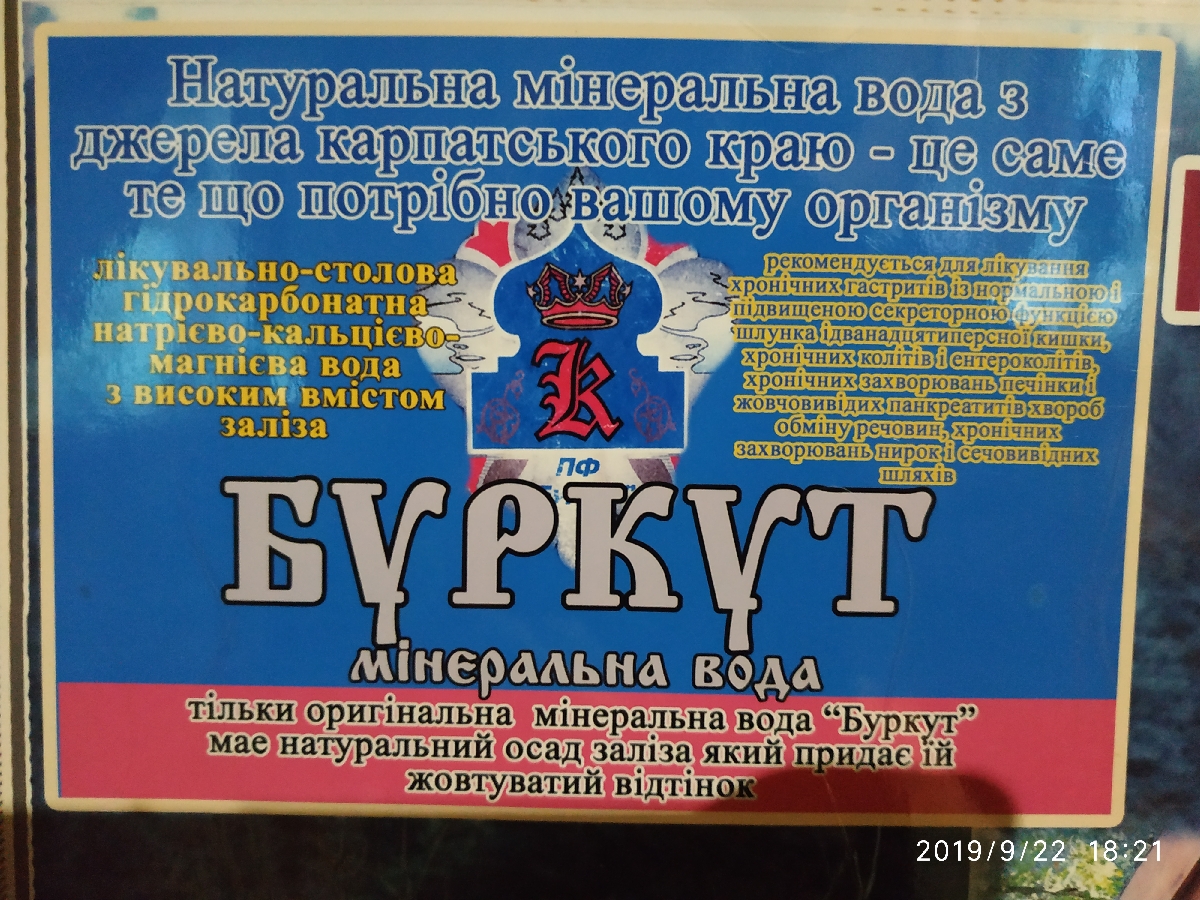 Натуральна мінеральна вода з
джерела карпатського краю - це саме
те що потрібно вашому організму
лікувально-столова
гідрокарбонатна
натрієво-кальцієво-
магнієва вода
з високим вмістом
заліза
рекомендується для лікування
хронічних гастритів із нормальною і
підвищеною секреторною функцією
шлунка ідванадцятиперсної кишки,
хронічних колітів і ентероколітів,
хронічних захворювань печінки і
жовчовивідих панкреатитів хвороб
обміну речовин, хронічних
захворювань нирок і сечовивідних
шляхів
К
ПФ
БУРКУТ
мінеральна вода
тільки оригінальна мінеральна вода “Буркут”
має натуральний осад заліза який придає їй
жовтуватий відтінок
2019/9/22 18:21